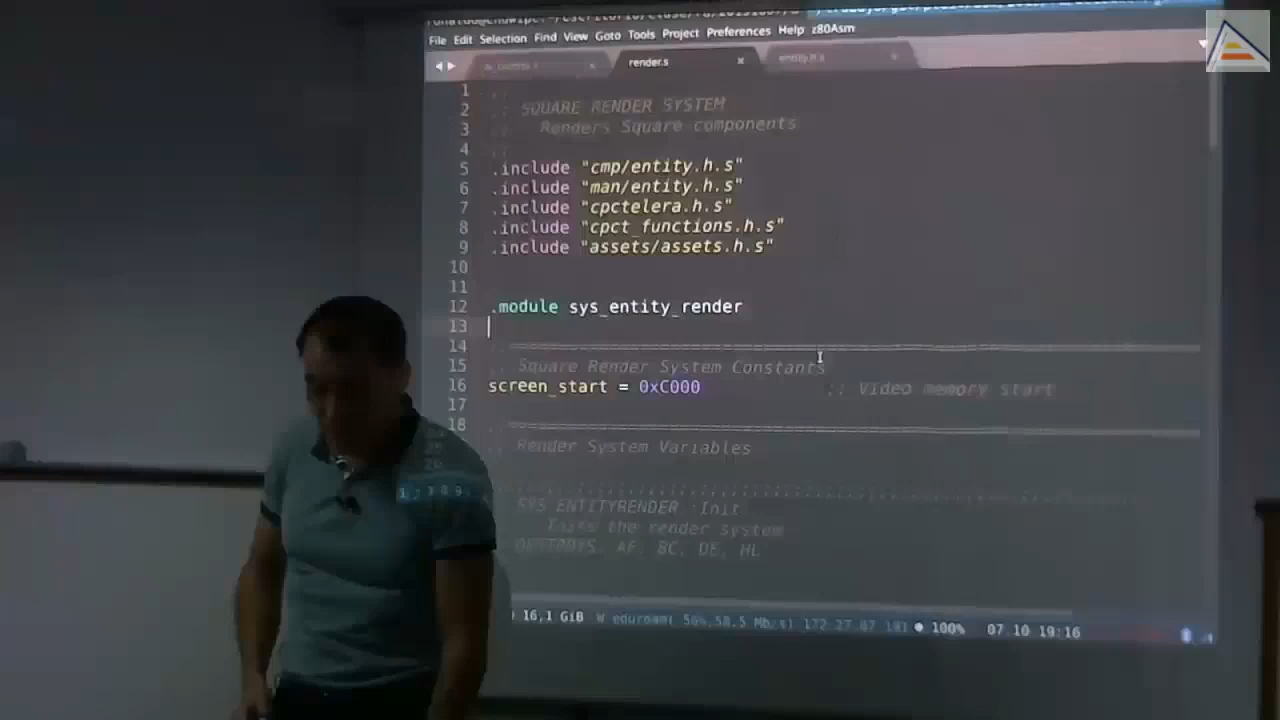 File Edit Selection Find View Goto Tools Project Preferences Help z80Asm
render.s
entity.h.s
1
2 ;; SQUARE RENDER SYSTEM
3 ;; Renders Square components
4
5 .include "cmp/entity.h.s"
6 .include "man/entity.h.s"
7 .include "cpctelera.h.s"
8 .include "cpct_functions.h.s"
9 .include "assets/assets.h.s"
10
11
12 .module sys_entity_render
13
14
15 Square Render System Constants
16 screen_start = 0xC000 ;; Video memory start
17
18
Render System Variables
SYS_ENTITYRENDER::Init
Inits the render system
DESTROYS: AF, BC, DE, HL
16,1 GiB W eduroam( 100% 07.10 19:16